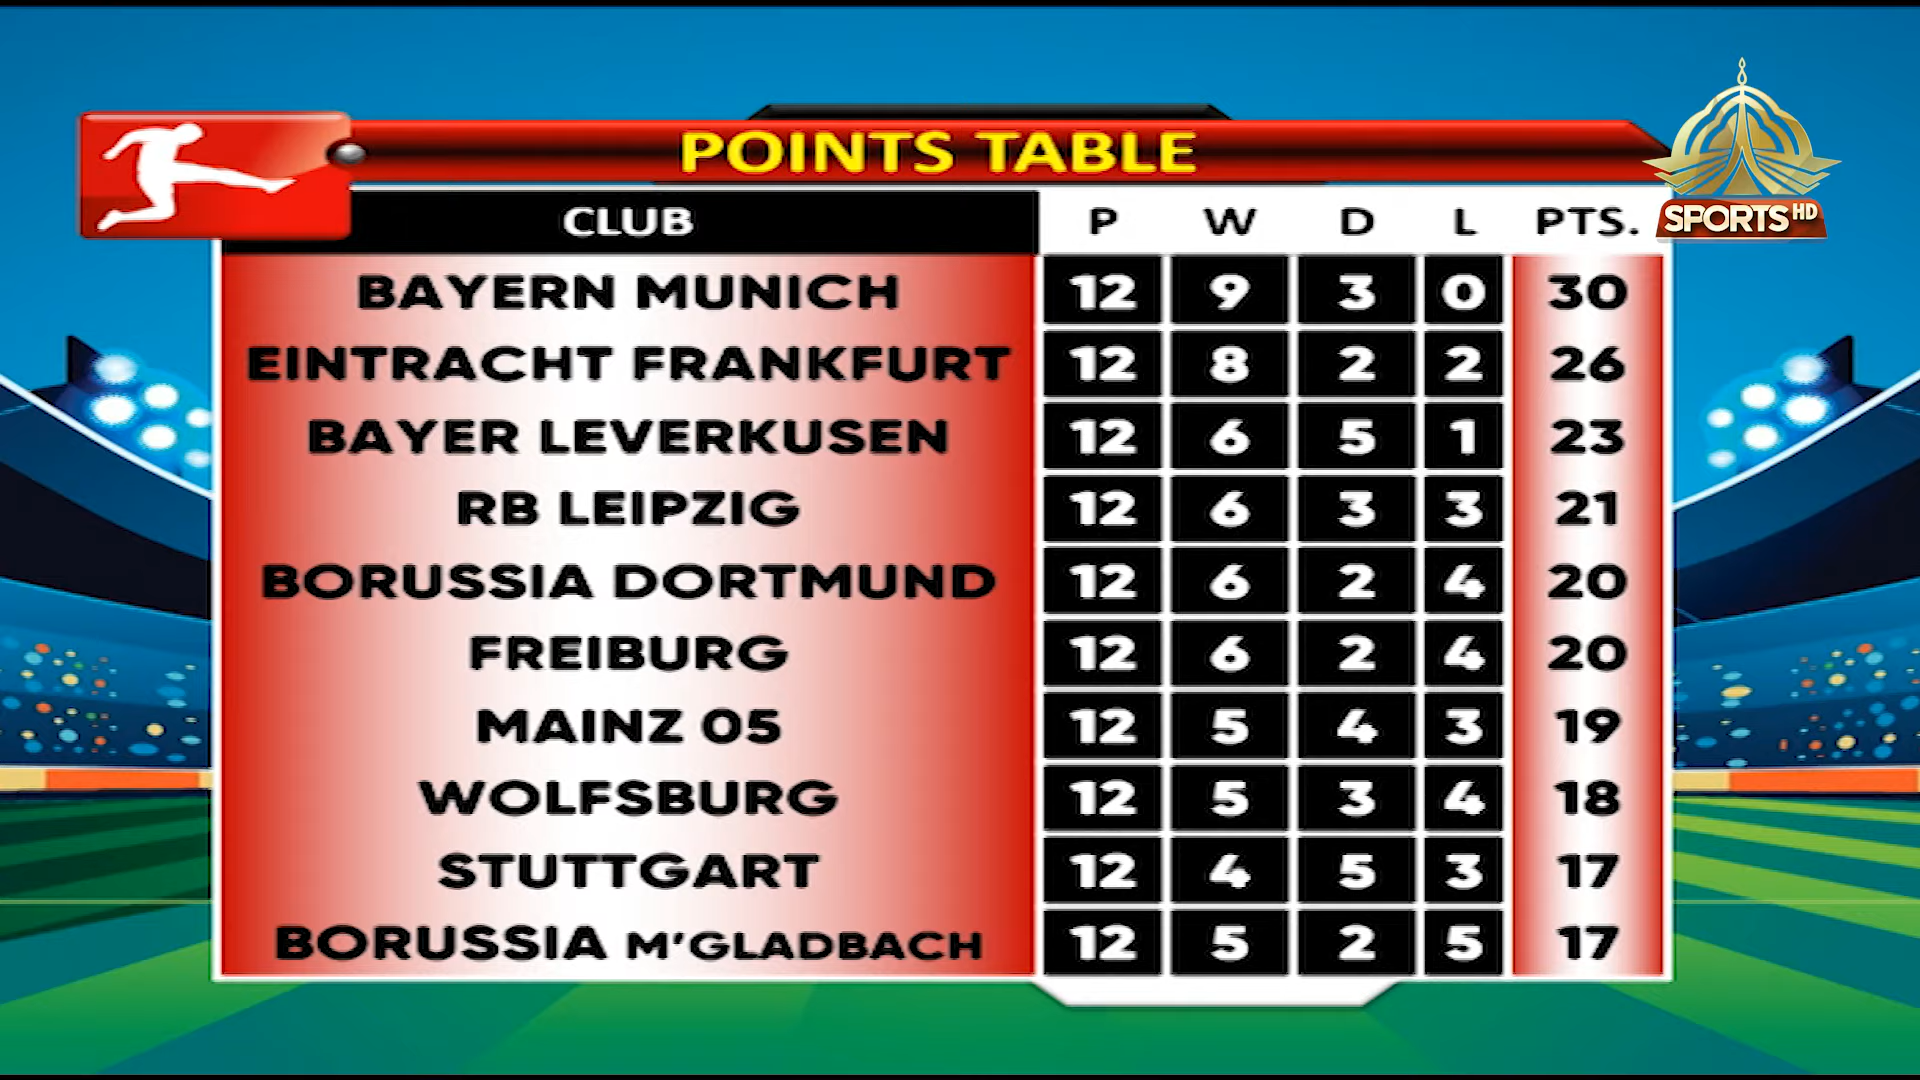 POINTS TABLE
SPORTS HD
CLUB P W D L PTS.
BAYERN MUNICH 12 9 3 0 30
EINTRACHT FRANKFURT 12 8 2 2 26
BAYER LEVERKUSEN 12 6 5 1 23
RB LEIPZIG 12 6 3 3 21
BORUSSIA DORTMUND 12 6 2 4 20
FREIBURG 12 6 2 4 20
MAINZ 05 12 5 4 3 19
WOLFSBURG 12 5 3 4 18
STUTTGART 12 4 5 3 17
BORUSSIA M'GLADBACH 12 5 2 5 17